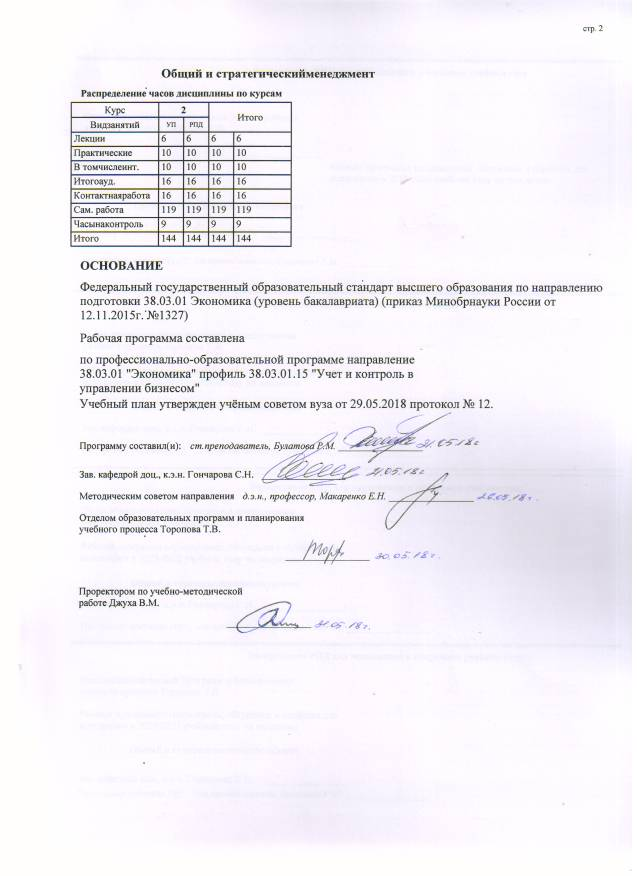 стр. 2
Общий и стратегическийменеджмент
Распределение часов дисциплины по курсам
Курс 2 Итого
Видзанятий УП РПД
Лекции 6 6 6 6
Практические 10 10 10 10
В томчислеинт. 10 10 10 10
Итогоауд. 16 16 16 16
Контактнаяработа 16 16 16 16
Сам. работа 119 119 119 119
Часынаконтроль 9 9 9 9
Итого 144 144 144 144
ОСНОВАНИЕ
Федеральный государственный образовательный стандарт высшего образования по направлению
подготовки 38.03.01 Экономика (уровень бакалавриата) (приказ Минобрнауки России от
12.11.2015г. №1327)
Рабочая программа составлена
по профессионально-образовательной программе направление
38.03.01 "Экономика" профиль 38.03.01.15 "Учет и контроль в
управлении бизнесом"
Учебный план утвержден учёным советом вуза от 29.05.2018 протокол № 12.
Программу составил(и): ст.преподаватель, Булатова Р.М. 21.05.18г
Зав. кафедрой доц., к.э.н. Гончарова С.Н. 21.05.18г
Методическим советом направления д.э.н., профессор, Макаренко Е.Н. 18г.
Отделом образовательных программ и планирования
учебного процесса Торопова Т.В.
30.05.18г.
Проректором по учебно-методической
работе Джуха В.М.
31.05.18г.